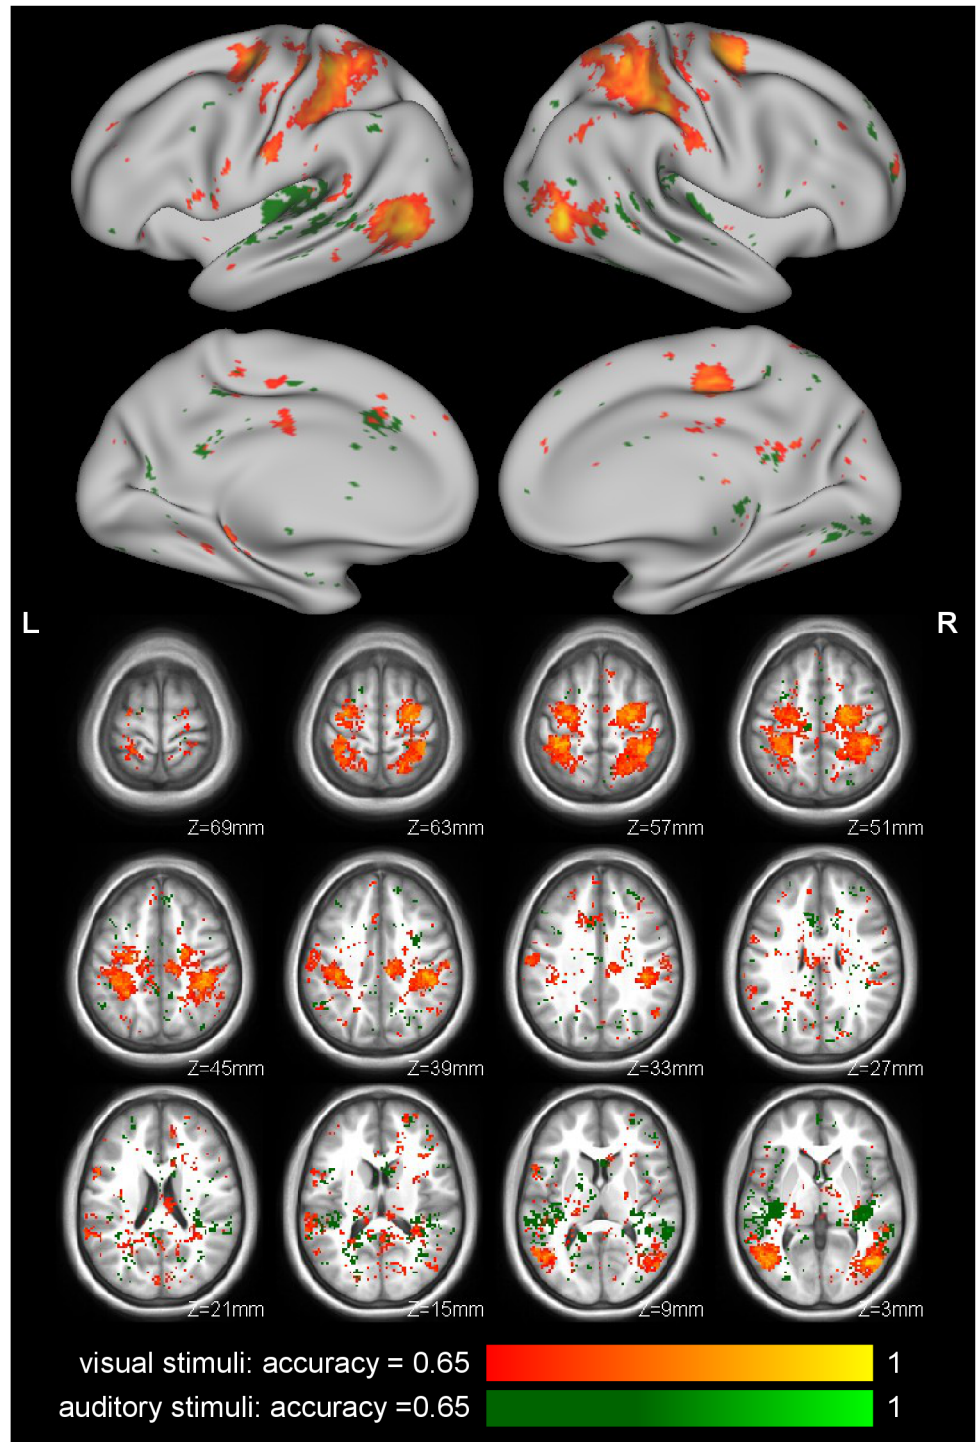 L R
Z=69mm Z=63mm Z=57mm Z=51mm
Z=45mm Z=39mm Z=33mm Z=27mm
Z=21mm Z=15mm Z=9mm Z=3mm
visual stimuli: accuracy = 0.65 1
auditory stimuli: accuracy =0.65 1